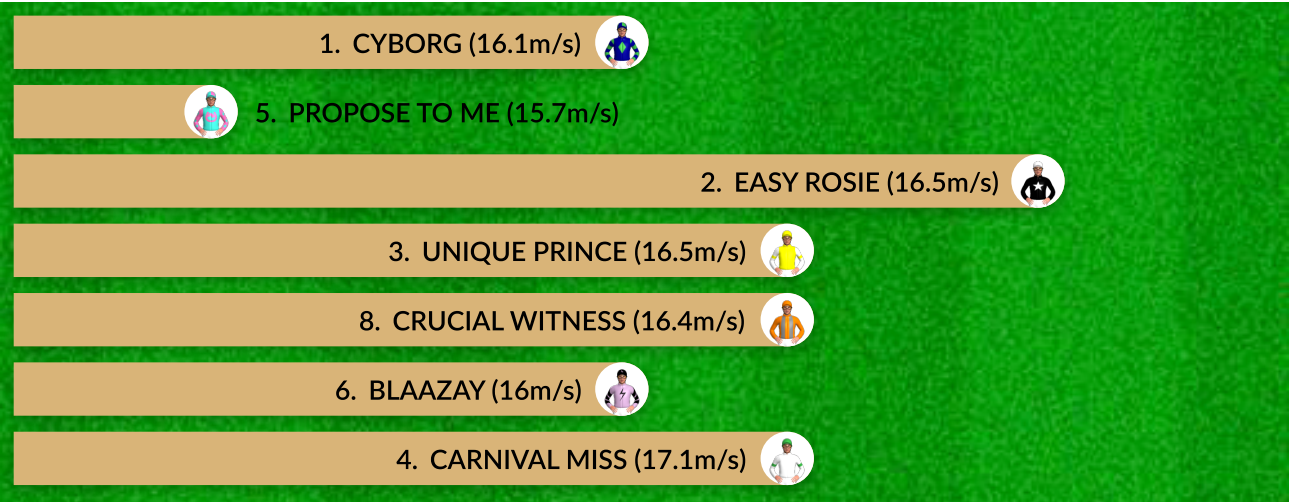 1. CYBORG (16.1m/s)
5. PROPOSE TO ME (15.7m/s)
2. EASY ROSIE (16.5m/s)
3. UNIQUE PRINCE (16.5m/s)
8. CRUCIAL WITNESS (16.4m/s)
6. BLAAZAY (16m/s)
4. CARNIVAL MISS (17.1m/s)